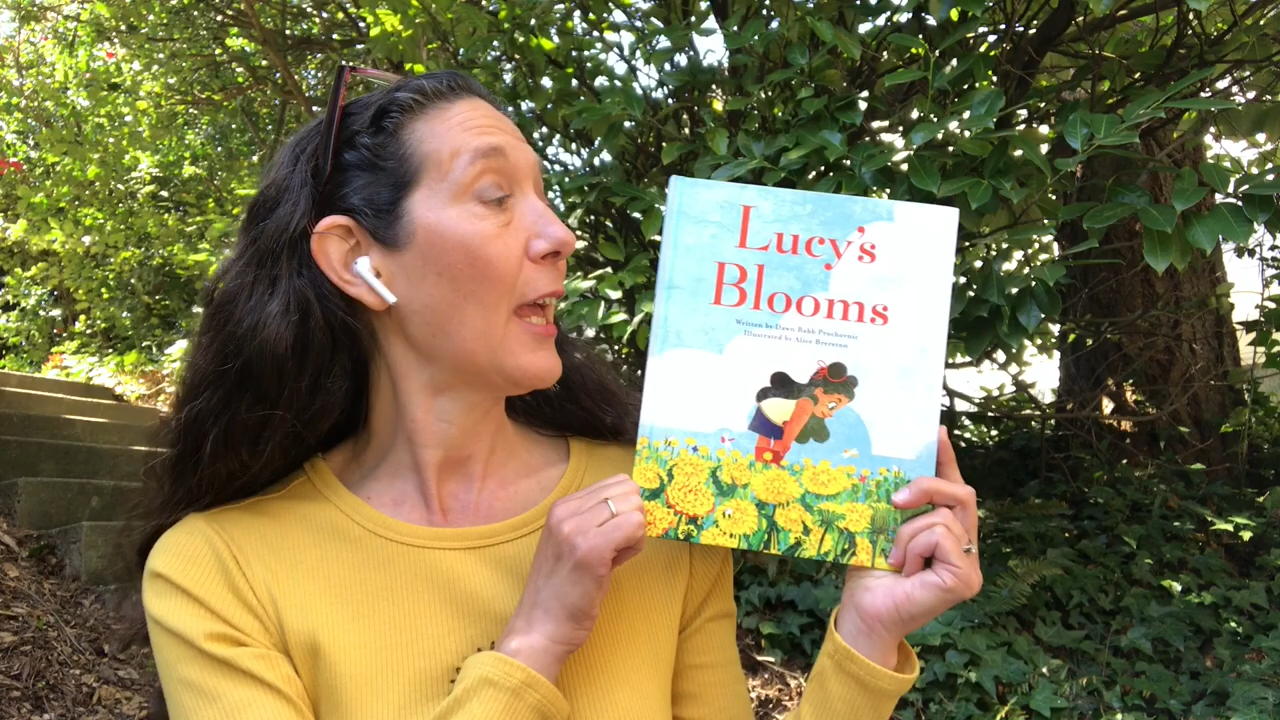 Lucy's
Blooms
Written by Dawn Babb Prochovnic
Illustrated by Alice Brereton